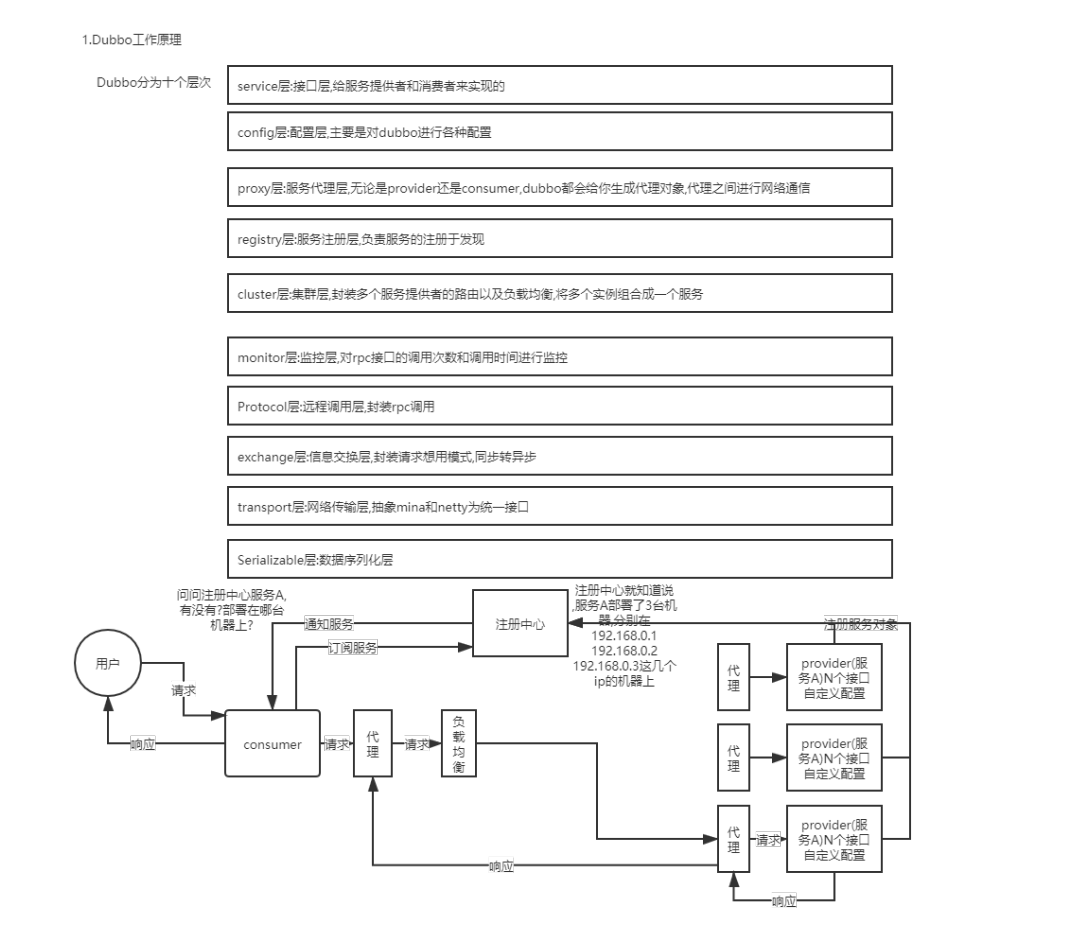 1.Dubbo工作原理
Dubbo分为十个层次
service层:接口层,给服务提供者和消费者来实现的
config层:配置层,主要是对dubbo进行各种配置
proxy层:服务代理层,无论是provider还是consumer,dubbo都会给你生成代理对象,代理之间进行网络通信
registry层:服务注册层,负责服务的注册于发现
cluster层:集群层,封装多个服务提供者的路由以及负载均衡,将多个实例组合成一个服务
monitor层:监控层,对rpc接口的调用次数和调用时间进行监控
Protocol层:远程调用层,封装rpc调用
exchange层:信息交换层,封装请求想用模式,同步转异步
transport层:网络传输层,抽象mina和netty为统一接口
Serializable层:数据序列化层
问问注册中心服务A,
有没有?部署在哪台
机器上?
通知服务
订阅服务
注册中心
注册中心就知道说
,服务A部署了3台机
器,分别在
192.168.0.1
192.168.0.2
192.168.0.3这几个
ip的机器上
注册服务对象
用户
请求
响应
consumer
请求
代
理
请求
负
载
均
衡
代
理
provider(服
务A)N个接口
自定义配置
代
理
provider(服
务A)N个接口
自定义配置
代
理
请求
provider(服
务A)N个接口
自定义配置
响应
响应